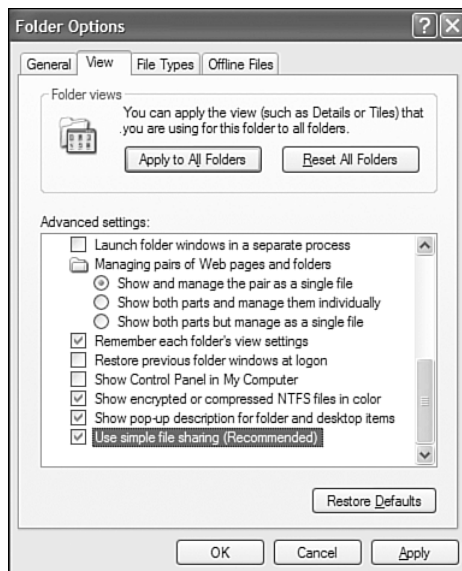 Folder Options
General View File Types Offline Files
Folder views
You can apply the view (such as Details or Tiles) that
you are using for this folder to all folders.
Apply to All Folders Reset All Folders
Advanced settings:
Launch folder windows in a separate process
Managing pairs of Web pages and folders
Show and manage the pair as a single file
Show both parts and manage them individually
Show both parts but manage as a single file
Remember each folder's view settings
Restore previous folder windows at logon
Show Control Panel in My Computer
Show encrypted or compressed NTFS files in color
Show pop-up description for folder and desktop items
Use simple file sharing (Recommended)
Restore Defaults
OK Cancel Apply